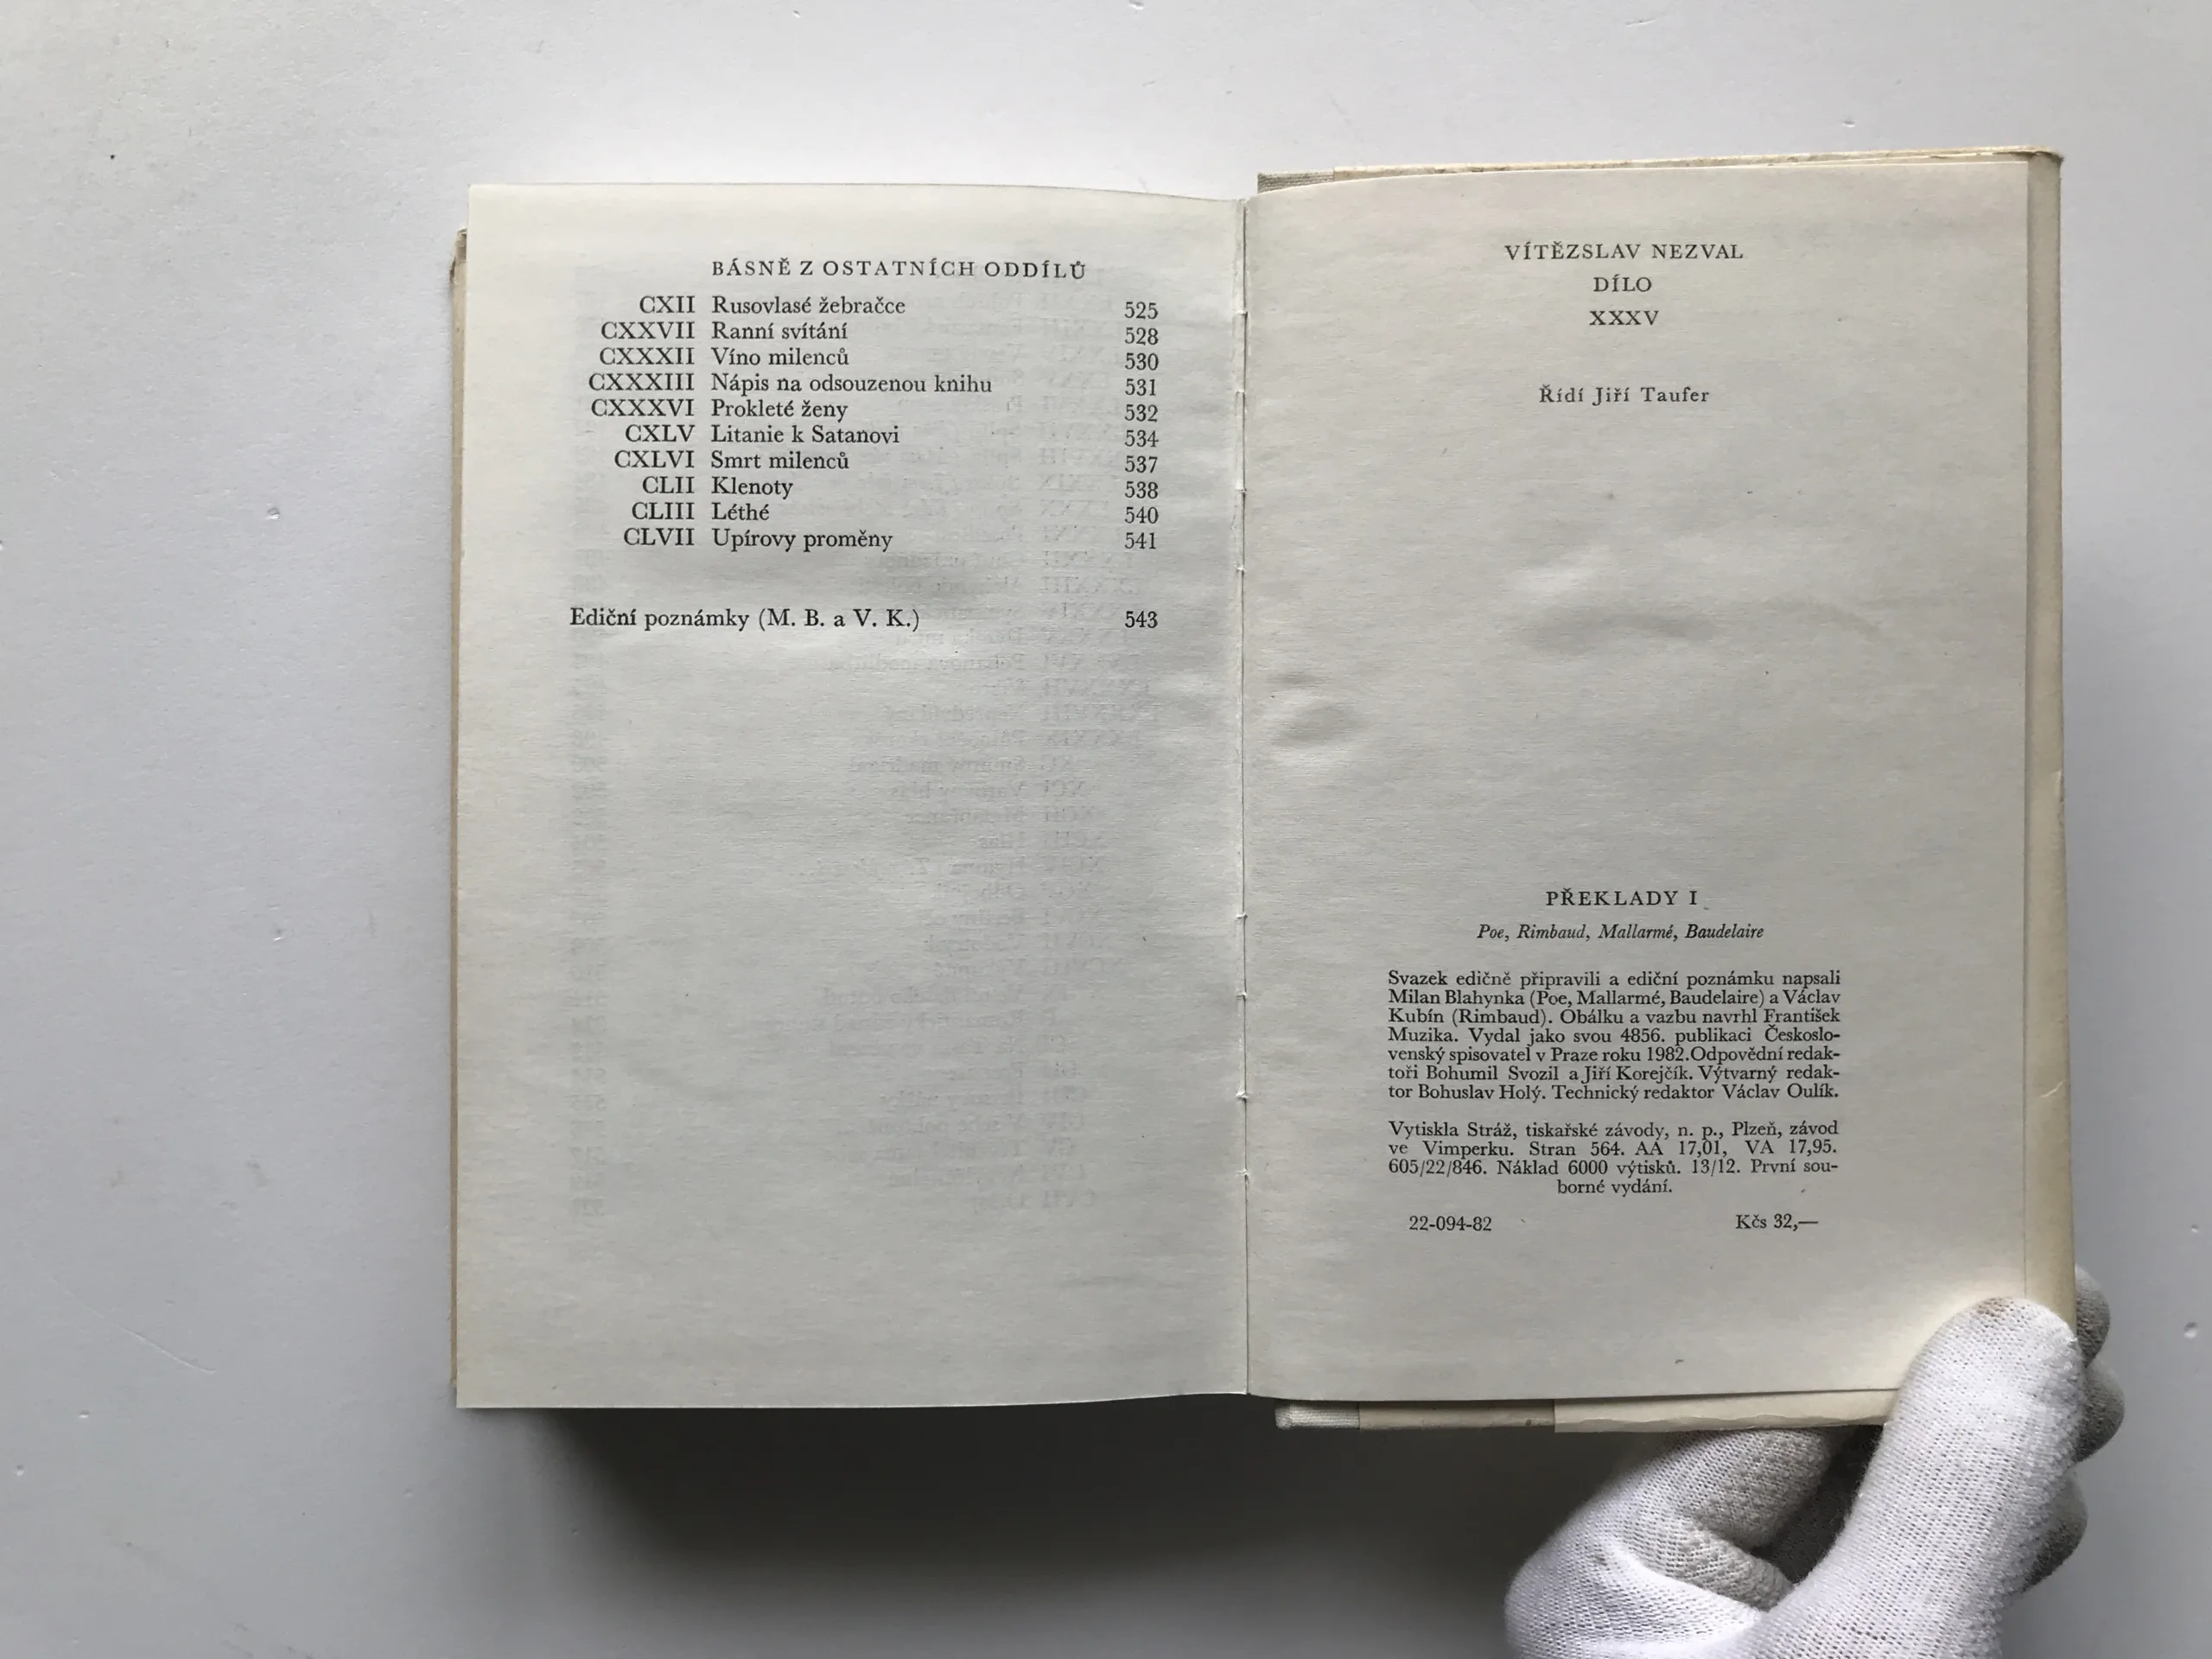 BÁSNĚ Z OSTATNÍCH ODDÍLŮ
CXII Rusovlasé žebračce 525
CXXVII Ranní svítání 528
CXXXII Víno milenců 530
CXXXIII Nápis na odsouzenou knihu 531
CXXXVI Prokleté ženy 532
CXLV Litanie k Satanovi 534
CXLVI Smrt milenců 537
CLII Klenoty 538
CLIII Léthé 540
CLVII Upírovy proměny 541
Ediční poznámky (M. B. a V. K.) 543
VÍTĚZSLAV NEZVAL
DÍLO
XXXV
Řídí Jiří Taufer
PŘEKLADY I
Poe, Rimbaud, Mallarmé, Baudelaire
Svazek edičně připravili a ediční poznámku napsali
Milan Blahynka (Poe, Mallarmé, Baudelaire) a Václav
Kubín (Rimbaud). Obálku a vazbu navrhl František
Muzika. Vydal jako svou 4856. publikaci Českoslo-
venský spisovatel v Praze roku 1982.Odpovědní redak-
toři Bohumil Svozil a Jiří Korejčík. Výtvarný redak-
tor Bohuslav Holý. Technický redaktor Václav Oulík.
Vytiskla Stráž, tiskařské závody, n. p., Plzeň, závod
ve Vimperku. Stran 564. AA 17,01, VA 17,95.
605/22/846. Náklad 6000 výtisků. 13/12. První sou-
borné vydání.
22-094-82 Kčs 32,—